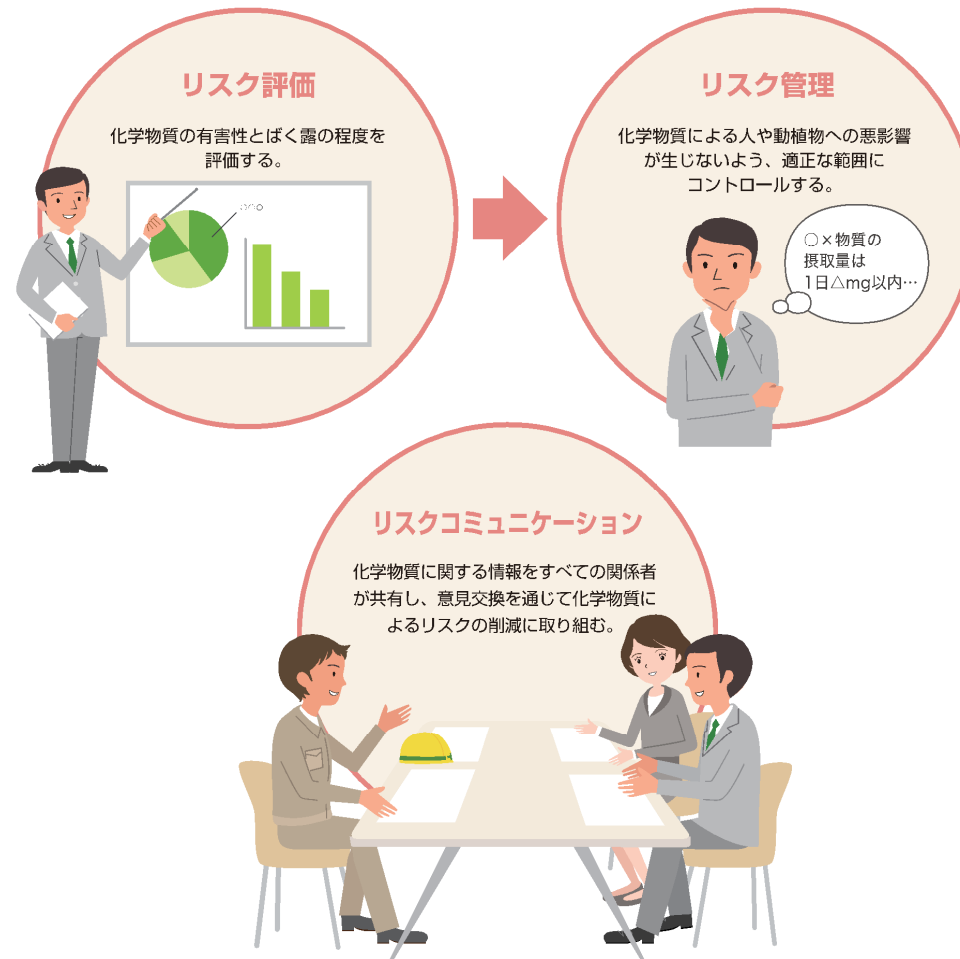 リスク評価
化学物質の有害性とばく露の程度を
評価する。
リスク管理
化学物質による人や動植物への悪影響
が生じないよう、適正な範囲に
コントロールする。
○×物質の
摂取量は
1日△mg以内…
リスクコミュニケーション
化学物質に関する情報をすべての関係者
が共有し、意見交換を通じて化学物質に
よるリスクの削減に取り組む。